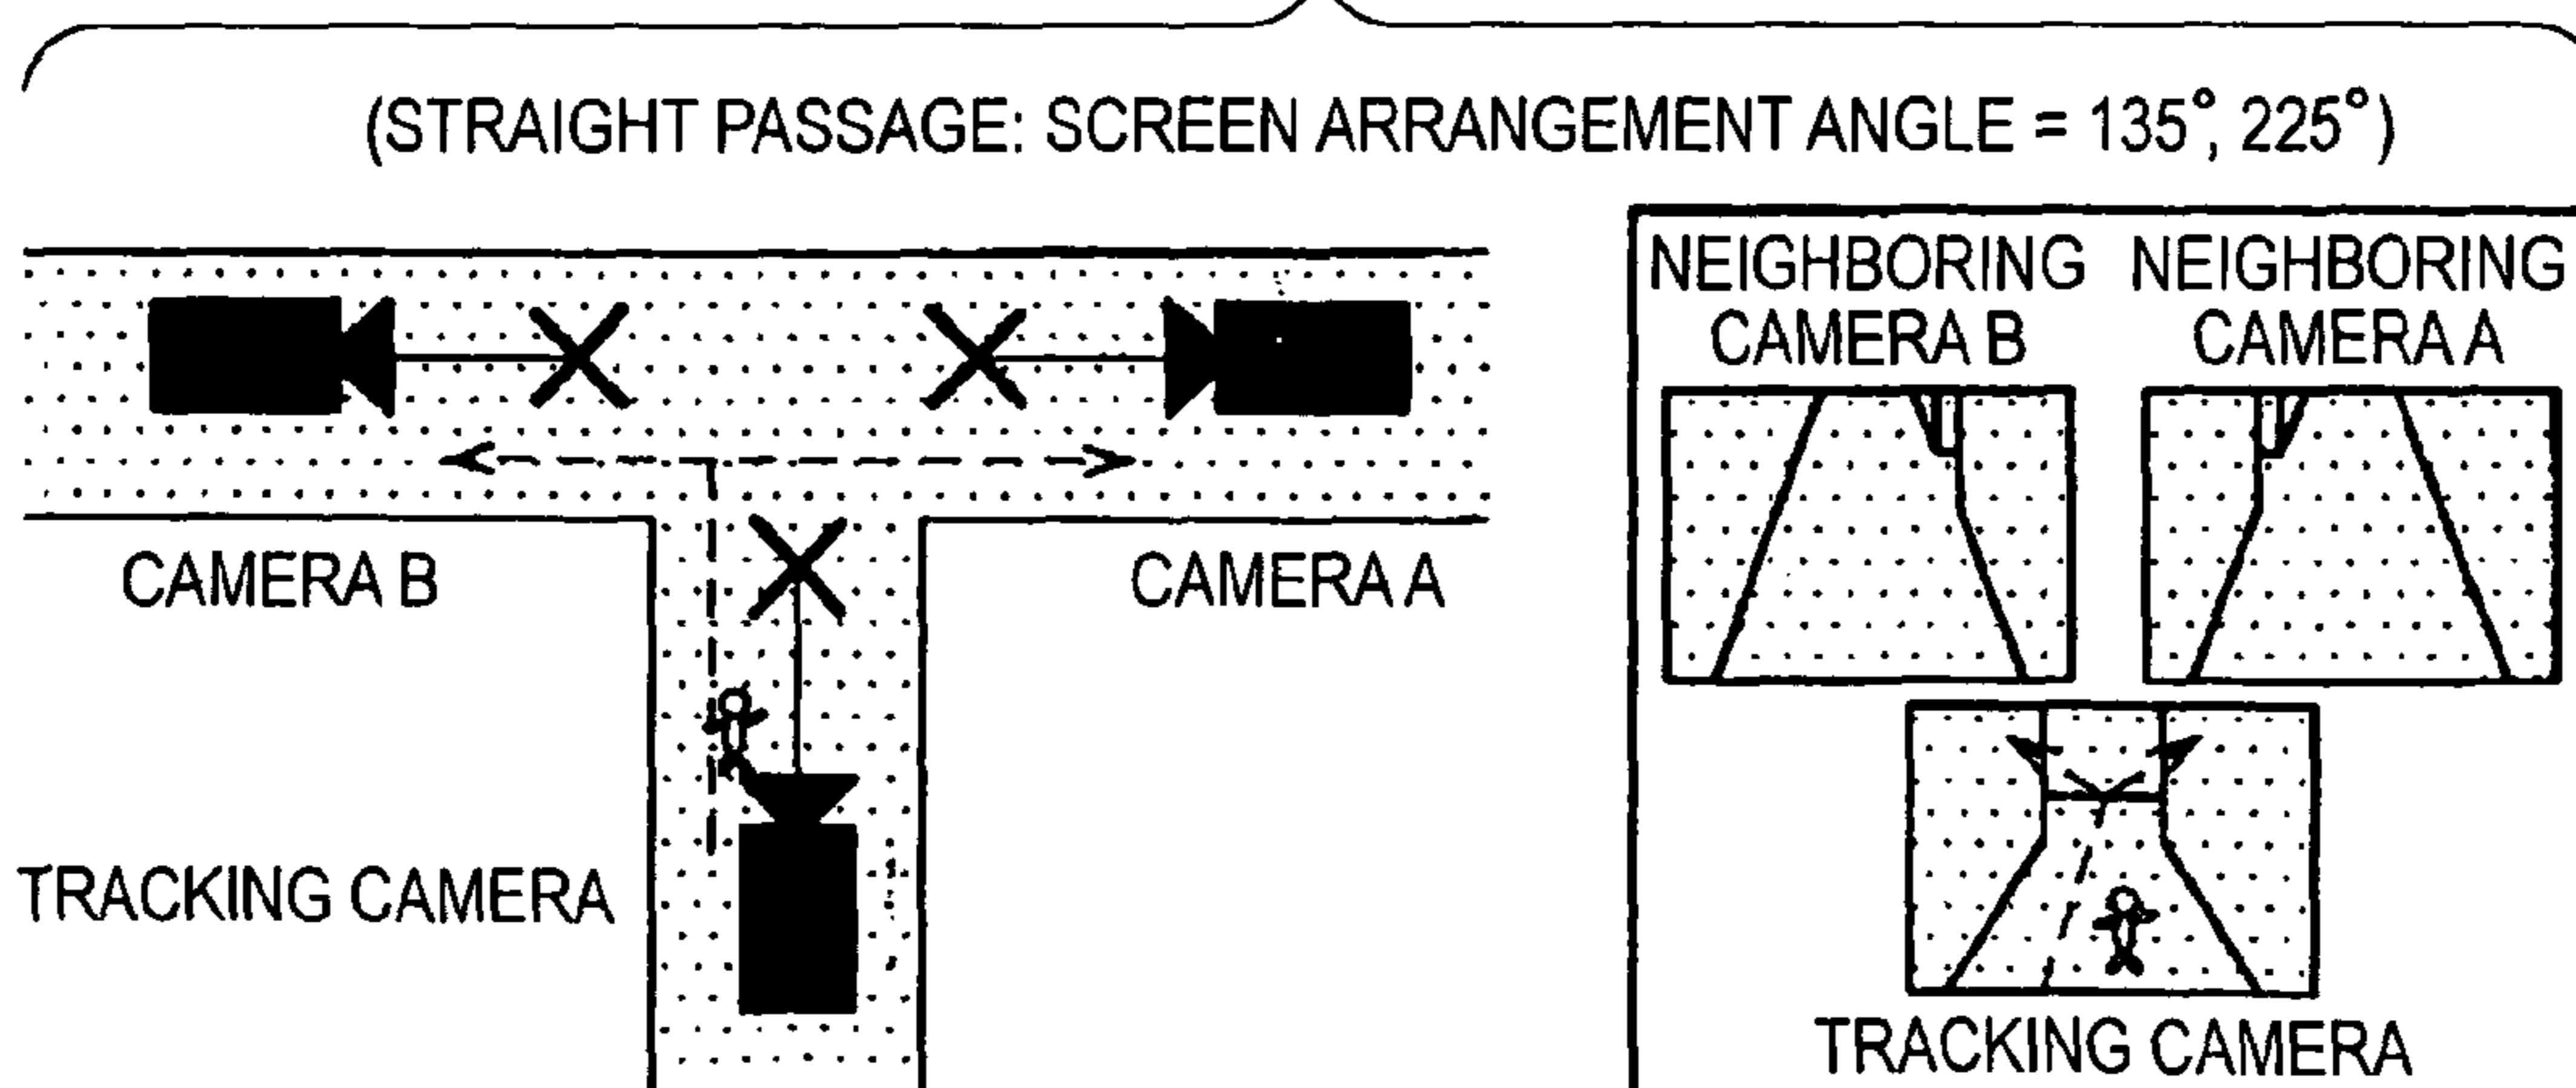 (STRAIGHT PASSAGE: SCREEN ARRANGEMENT ANGLE = 135°, 225°)
CAMERA B
CAMERA A
TRACKING CAMERA
NEIGHBORING CAMERA B
NEIGHBORING CAMERA A
TRACKING CAMERA